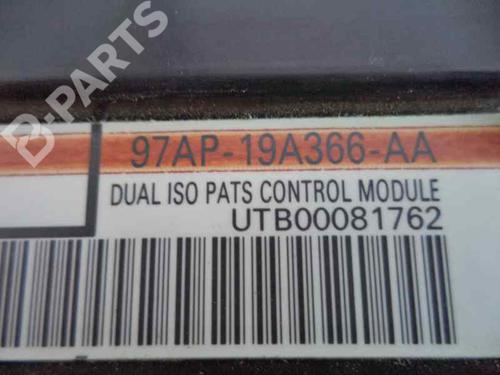 B-PARTS
97AP-19A366-AA
DUAL ISO PATS CONTROL MODULE
UTB00081762